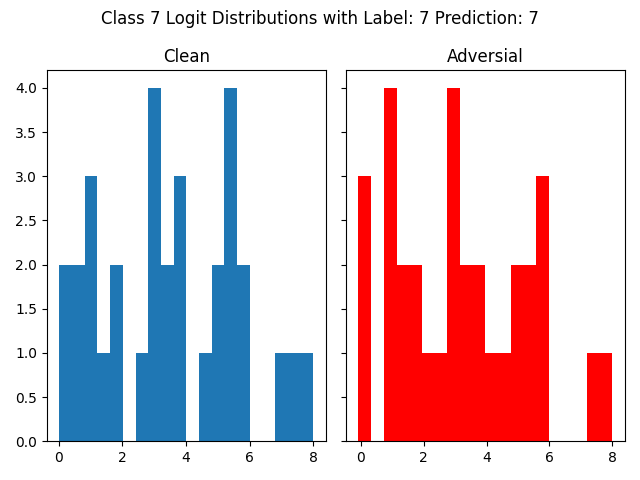 Class 7 Logit Distributions with Label: 7 Prediction: 7
Clean
Adversial
4.0
3.5
3.0
2.5
2.0
1.5
1.0
0.5
0.0
0 2 4 6 8
0 2 4 6 8